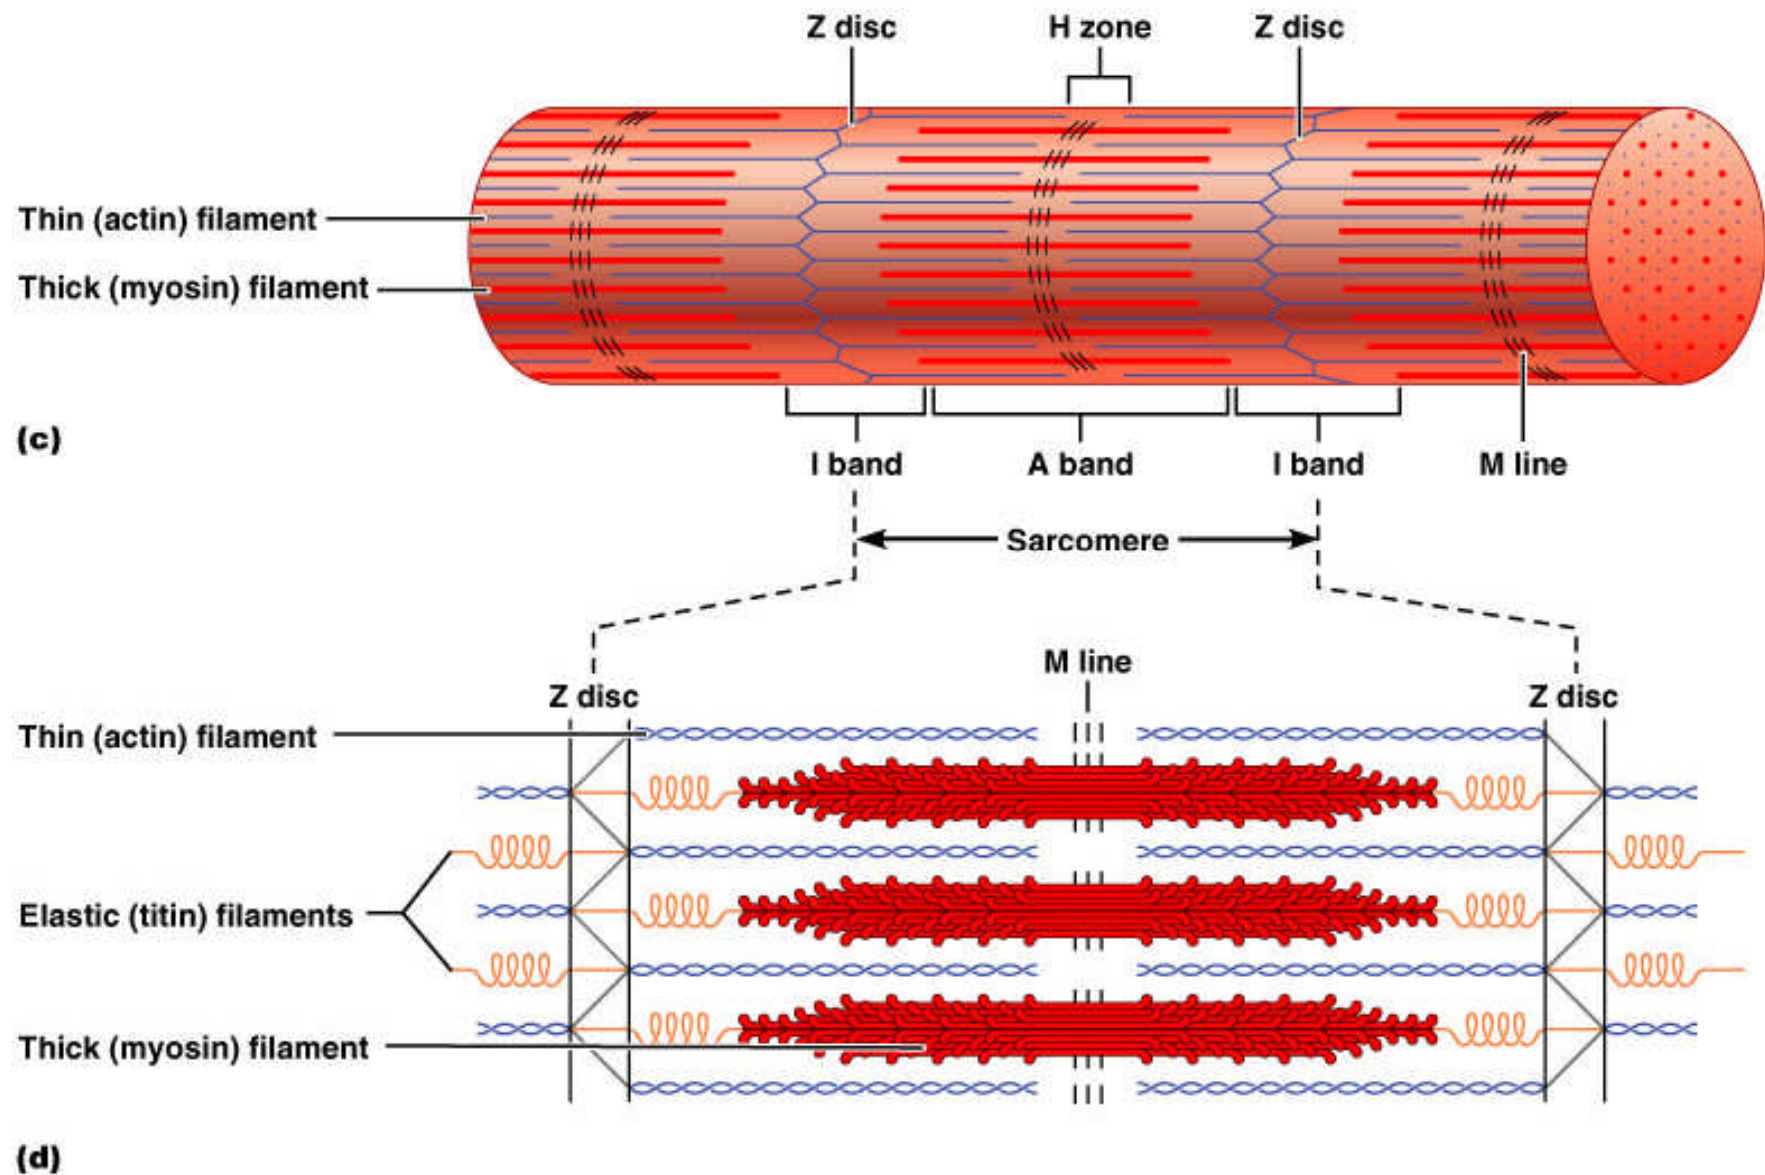 Z disc H zone Z disc
Thin (actin) filament
Thick (myosin) filament
(c)
I band A band I band M line
Sarcomere
M line
Z disc Z disc
Thin (actin) filament
Elastic (titin) filaments
Thick (myosin) filament
(d)